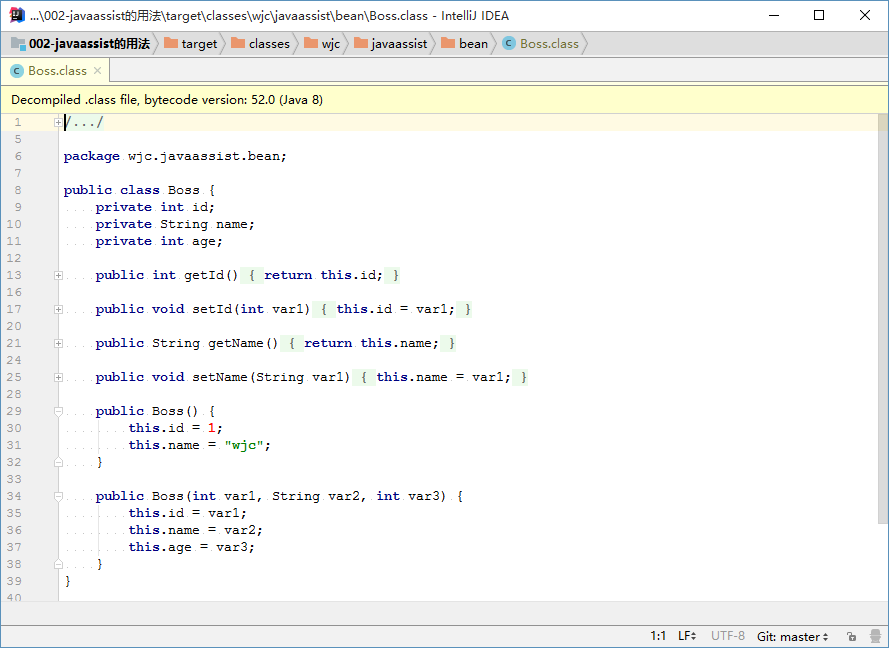 ...\002-javaassist的用法\target\classes\wjc\javaassist\bean\Boss.class - IntelliJ IDEA
002-javaassist的用法 target classes wjc javaassist bean Boss.class
Boss.class
Decompiled .class file, bytecode version: 52.0 (Java 8)
1 /.../
5
6 package wjc.javaassist.bean;
7
8 public class Boss {
9 private int id;
10 private String name;
11 private int age;
12
13 public int getId() { return this.id; }
16
17 public void setId(int var1) { this.id = var1; }
20
21 public String getName() { return this.name; }
24
25 public void setName(String var1) { this.name = var1; }
28
29 public Boss() {
30 this.id = 1;
31 this.name = "wjc";
32 }
33
34 public Boss(int var1, String var2, int var3) {
35 this.id = var1;
36 this.name = var2;
37 this.age = var3;
38 }
39 }
40
1:1 LF UTF-8 Git: master